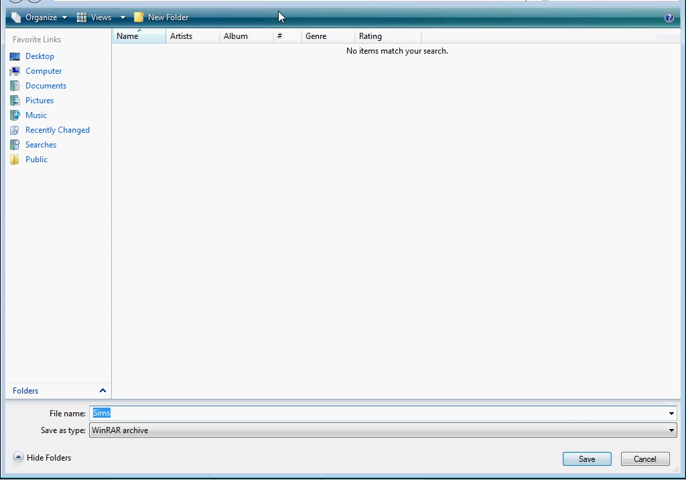 Organize Views New Folder
Favorite Links
Name Artists Album # Genre Rating
No items match your search.
Desktop
Computer
Documents
Pictures
Music
Recently Changed
Searches
Public
Folders
File name: Sims
Save as type: WinRAR archive
Hide Folders Save Cancel